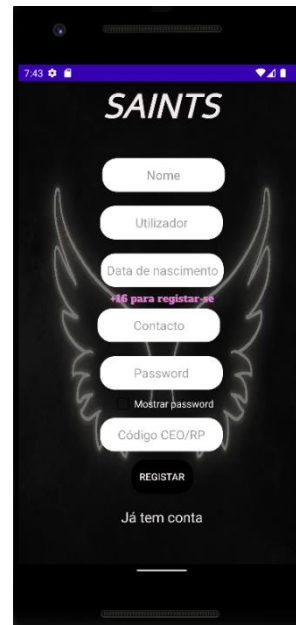 7:43
SAINTS
Nome
Utilizador
Data de nascimento
+16 para registar-se
Contacto
Password
Mostrar password
Código CEO/RP
REGISTAR
Já tem conta